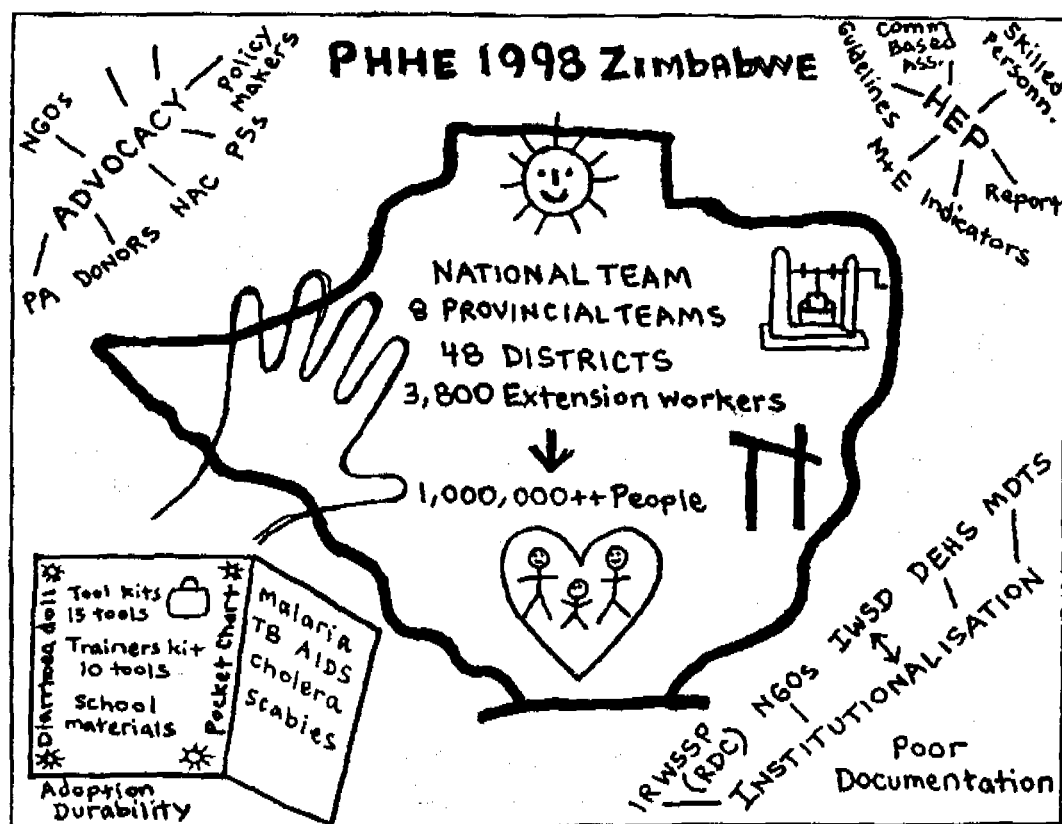 PHHE 1998 Zimbabwe
NGOs
Policy
Makers
ADVOCACY
PSs
NAC
DONORS
PA
Comm
Based
Ass.
Skilled
Personn.
Guidelines
HEP
M+E
Indicators
Report
NATIONAL TEAM
8 PROVINCIAL TEAMS
48 DISTRICTS
3,800 Extension workers
1,000,000++ People
Diarrhoea doll
Tool kits
15 tools
Trainers kit
10 tools
School
materials
Pocket Chart
Malaria
TB AIDS
cholera
Scabies
Adoption
Durability
IRWSSP
(RDC)
NGOs
IWSD
DEHS
MDTS
INSTITUTIONALISATION
Poor
Documentation